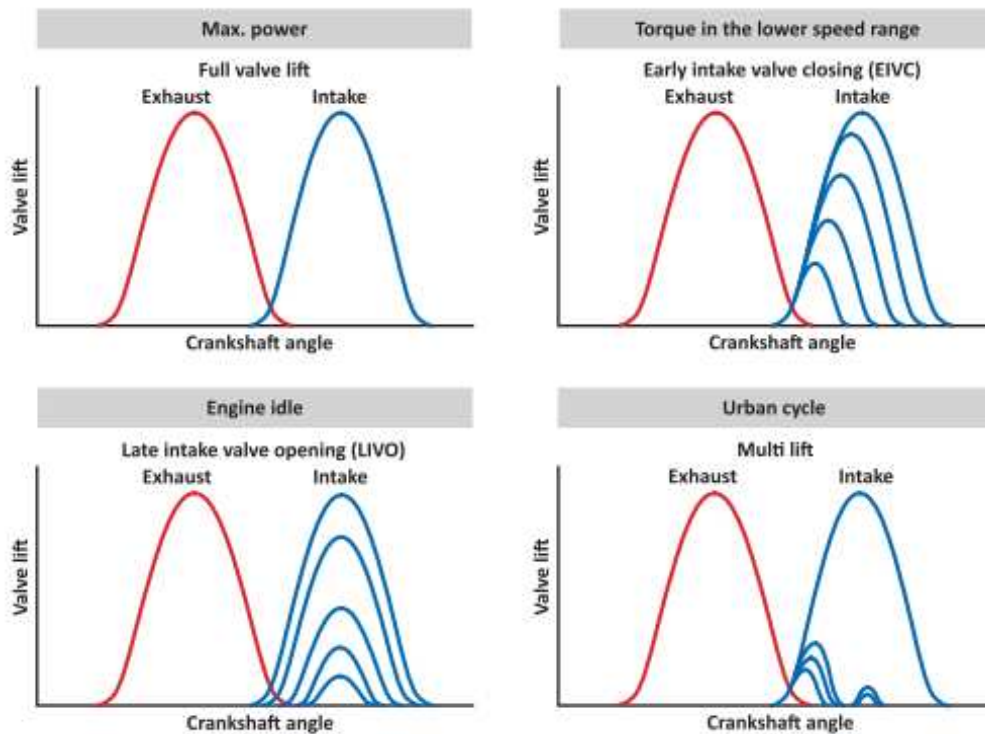 Max. power
Full valve lift
Exhaust Intake
Valve lift
Crankshaft angle
Torque in the lower speed range
Early intake valve closing (EIVC)
Exhaust Intake
Valve lift
Crankshaft angle
Engine idle
Late intake valve opening (LIVO)
Exhaust Intake
Valve lift
Crankshaft angle
Urban cycle
Multi lift
Exhaust Intake
Valve lift
Crankshaft angle